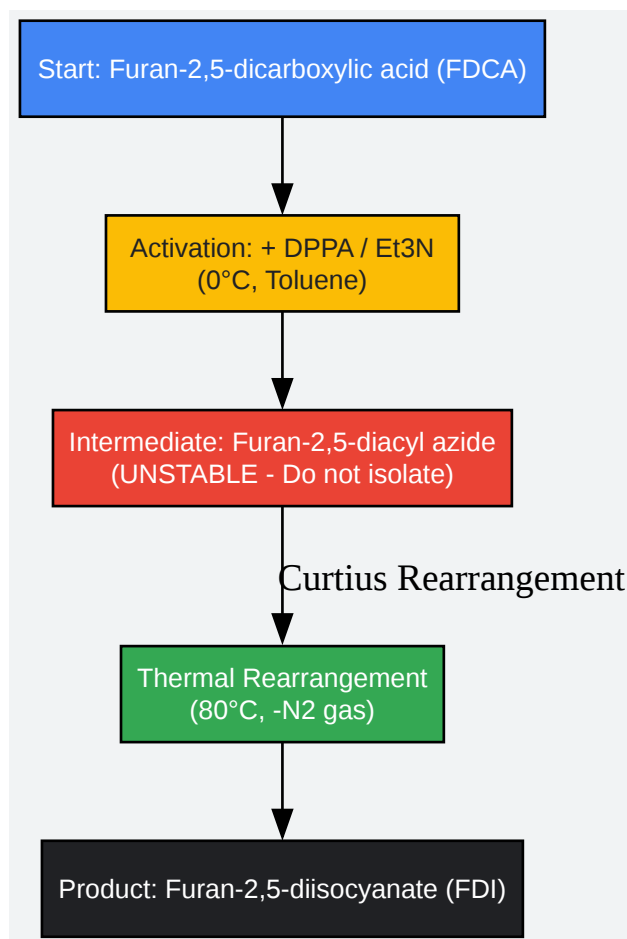 Start: Furan-2,5-dicarboxylic acid (FDCA)
Activation: + DPPA / Et3N
(0°C, Toluene)
Intermediate: Furan-2,5-diacyl azide
(UNSTABLE - Do not isolate)
Curtius Rearrangement
Thermal Rearrangement
(80°C, -N2 gas)
Product: Furan-2,5-diisocyanate (FDI)